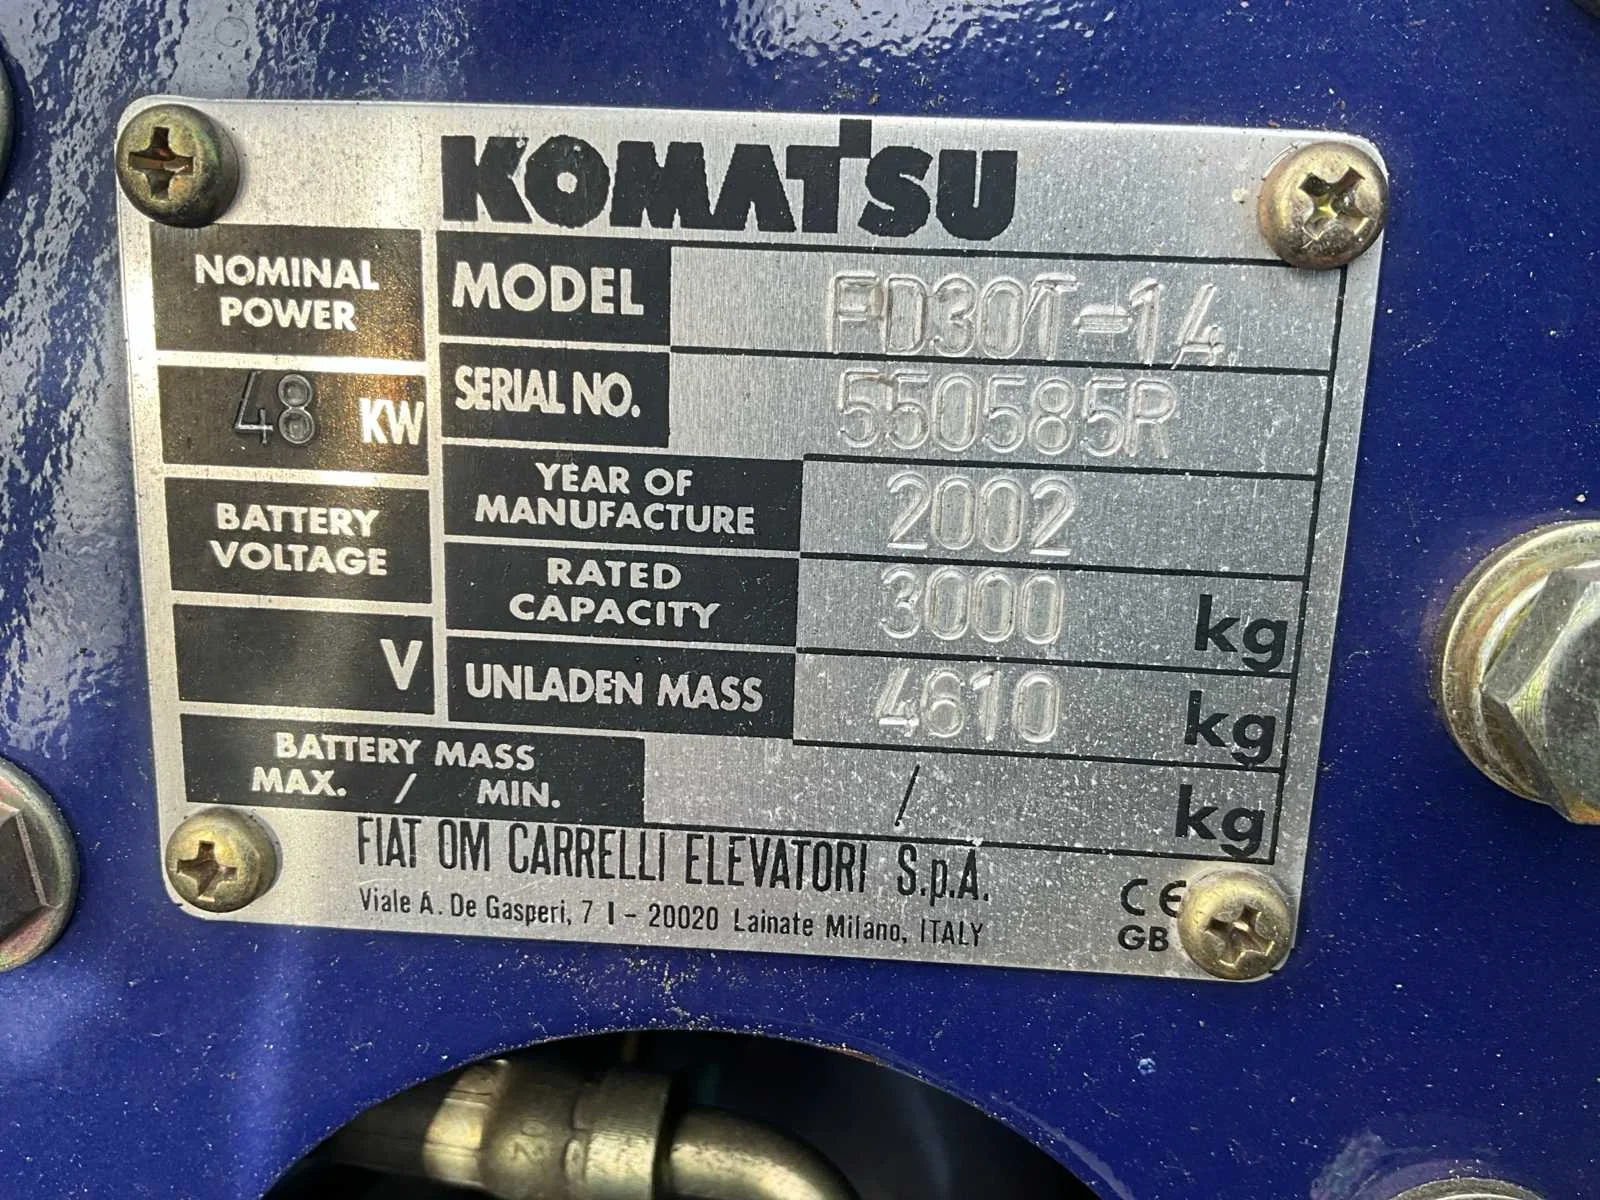 KOMATSU
NOMINAL
POWER
48 KW
BATTERY
VOLTAGE
V
MODEL FD30T-14
SERIAL NO. 550585R
YEAR OF
MANUFACTURE 2002
RATED
CAPACITY 3000 kg
UNLADEN MASS 4610 kg
BATTERY MASS
MAX. / MIN. / kg
FIAT OM CARRELLI ELEVATORI S.p.A.
Viale A. De Gasperi, 7 I - 20020 Lainate Milano, ITALY
CE
GB